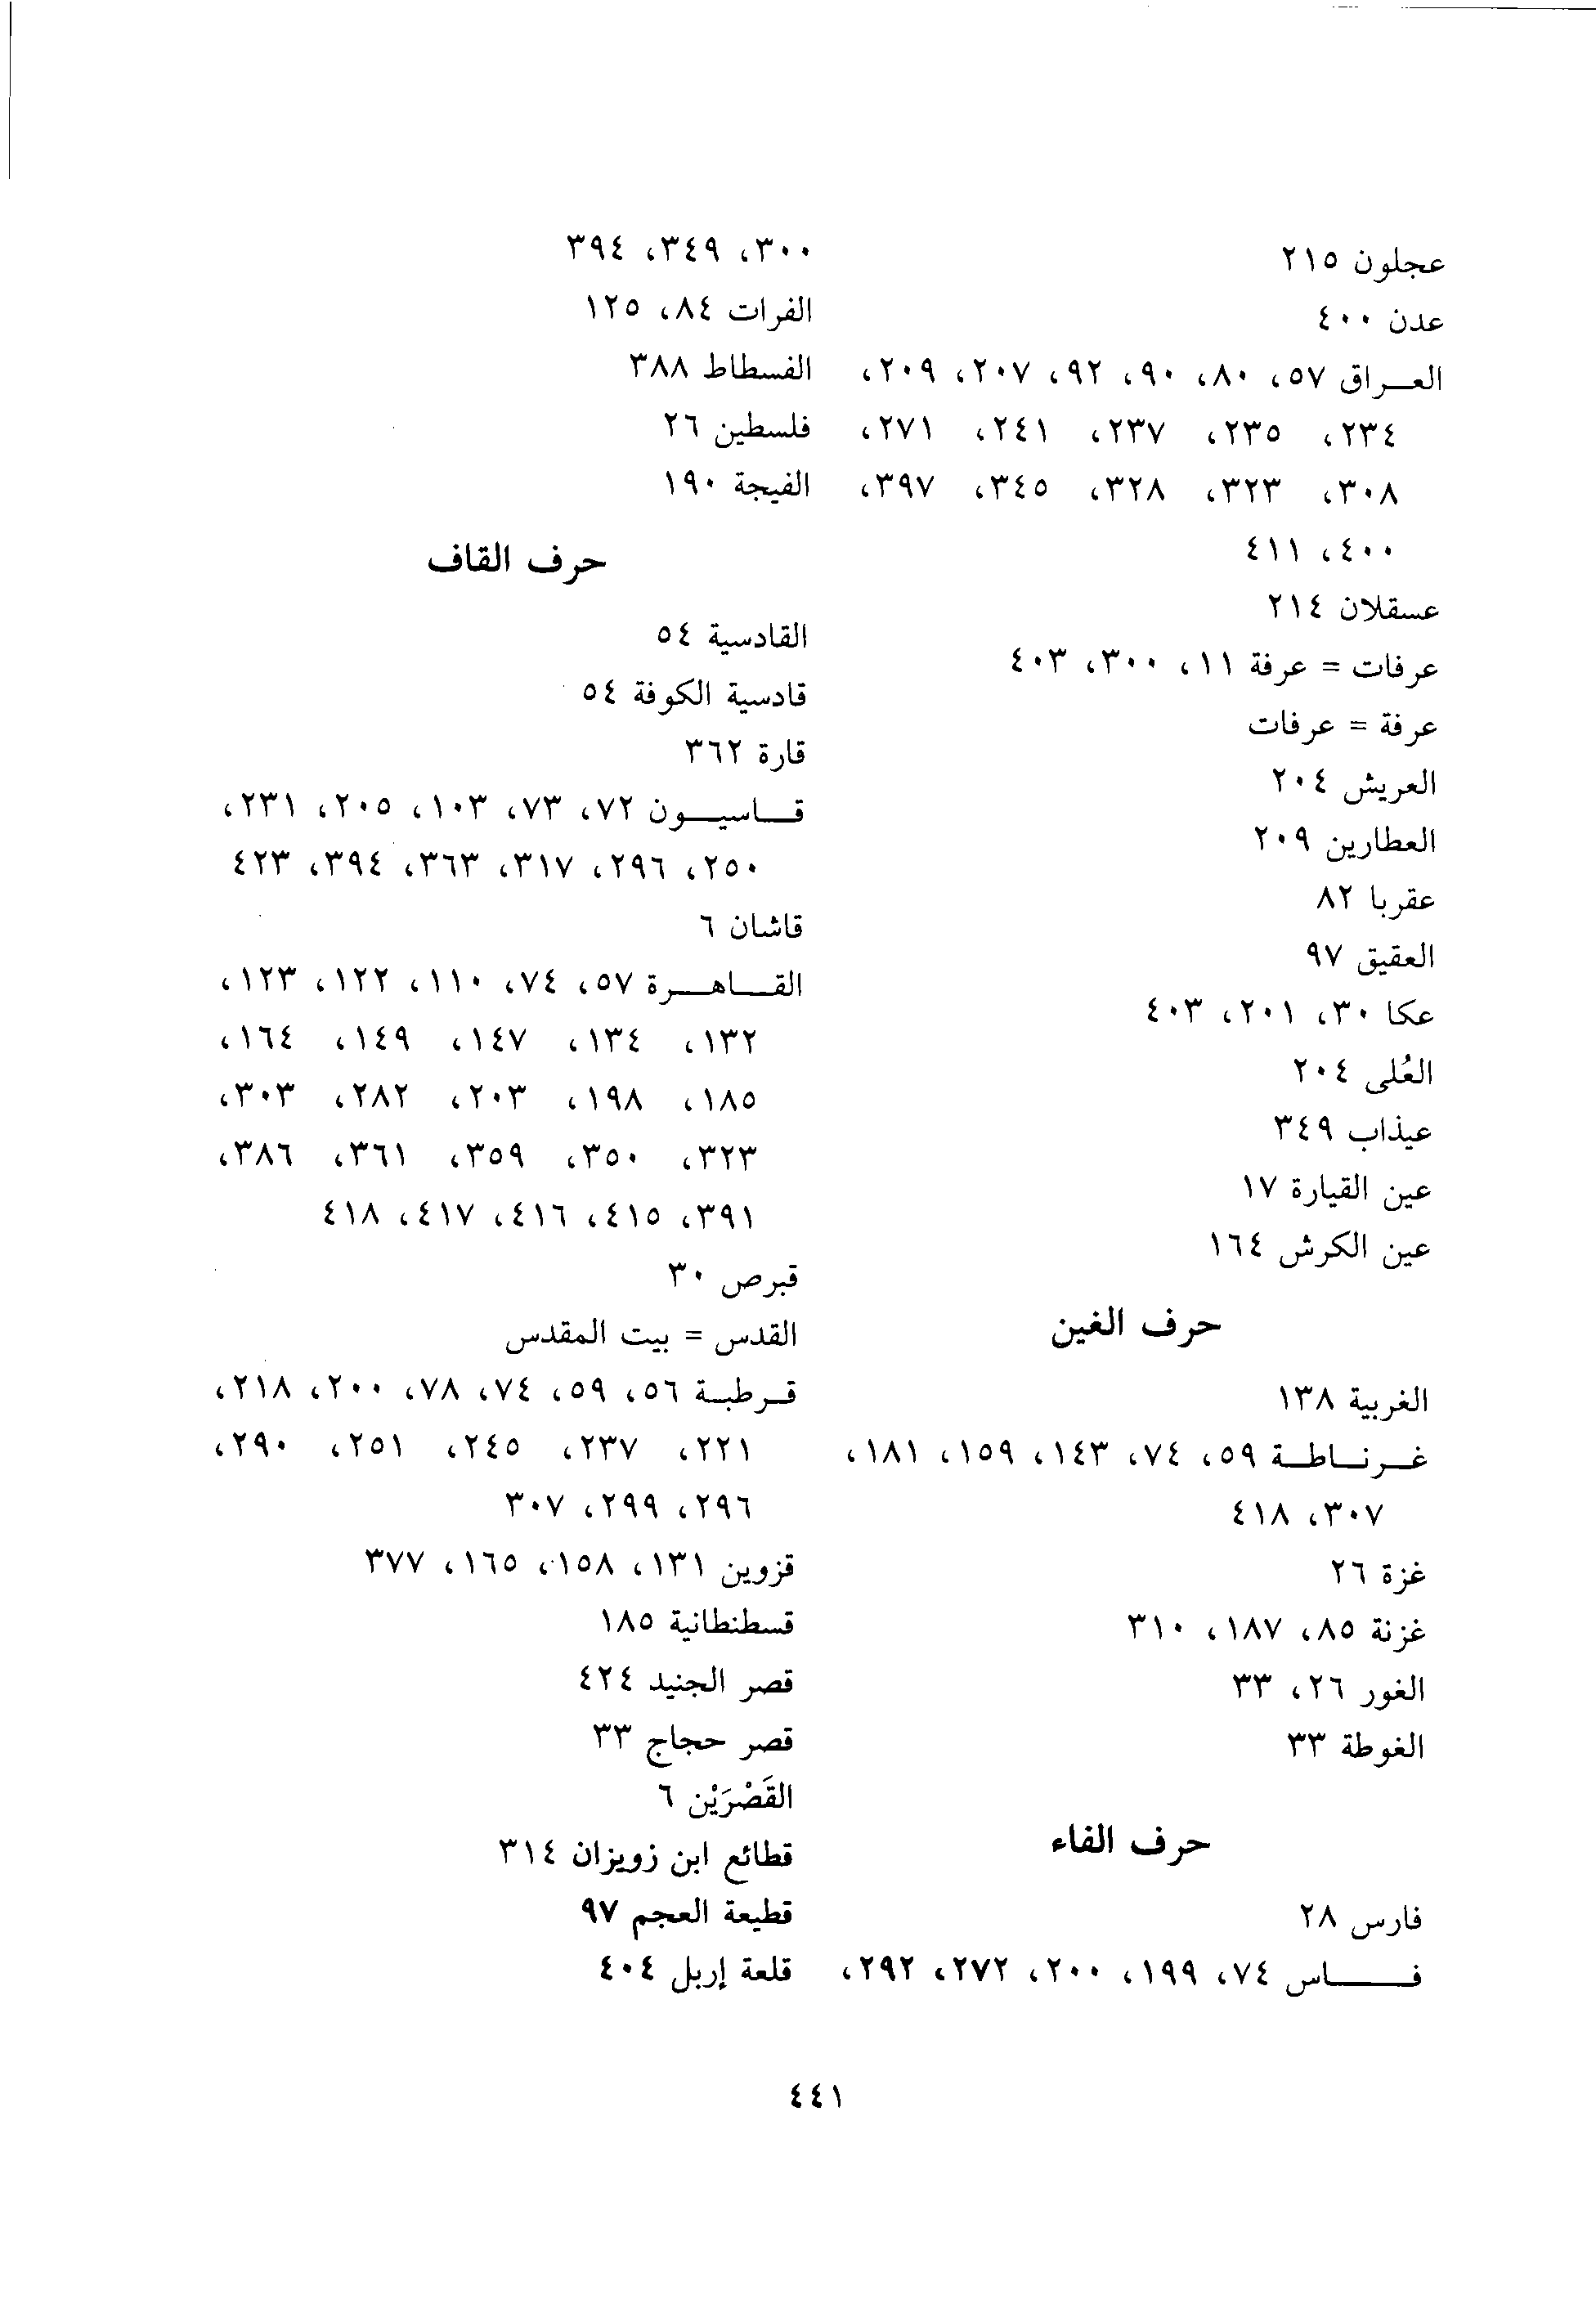 عجلون ٢١٥
عدن ٤٠٠
العـراق ٥٧، ٨٠، ٩٠، ٩٢، ٢٠٧، ٢٠٩،
٢٣٤، ٢٣٥، ٢٣٧، ٢٤١، ٢٧١،
٣٠٨، ٣٢٣، ٣٢٨، ٣٤٥، ٣٩٧،
٤٠٠، ٤١١
عسقلان ٢١٤
عرفات = عرفة ١١، ٣٠٠، ٤٠٣
عرفة = عرفات
العريش ٢٠٤
العطارين ٢٠٩
عقربا ٨٢
العقيق ٩٧
عكا ٣٠، ٢٠١، ٤٠٣
العُلى ٢٠٤
عيذاب ٣٤٩
عين القيارة ١٧
عين الكرش ١٦٤
حرف الغين
الغربية ١٣٨
غـرنـاطـة ٥٩، ٧٤، ١٤٣، ١٥٩، ١٨١،
٣٠٧، ٤١٨
غزة ٢٦
غزنة ٨٥، ١٨٧، ٣١٠
الغور ٢٦، ٣٣
الغوطة ٣٣
حرف الفاء
فارس ٢٨
فـــاس ٧٤، ١٩٩، ٢٠٠، ٢٧٢، ٢٩٢،
٣٠٠، ٣٤٩، ٣٩٤
الفرات ٨٤، ١٢٥
الفسطاط ٣٨٨
فلسطين ٢٦
الفيجة ١٩٠
حرف القاف
القادسية ٥٤
قادسية الكوفة ٥٤
قارة ٣٦٢
قـاسيـون ٧٢، ٧٣، ١٠٣، ٢٠٥، ٢٣١،
٢٥٠، ٢٩٦، ٣١٧، ٣٦٣، ٣٩٤، ٤٢٣
قاشان ٦
القـاهـرة ٥٧، ٧٤، ١١٠، ١٢٢، ١٢٣،
١٣٢، ١٣٤، ١٤٧، ١٤٩، ١٦٤،
١٨٥، ١٩٨، ٢٠٣، ٢٨٢، ٣٠٣،
٣٢٣، ٣٥٠، ٣٥٩، ٣٦١، ٣٨٦،
٣٩١، ٤١٥، ٤١٦، ٤١٧، ٤١٨
قبرص ٣٠
القدس = بيت المقدس
قـرطبـة ٥٦، ٥٩، ٧٤، ٧٨، ٢٠٠، ٢١٨،
٢٢١، ٢٣٧، ٢٤٥، ٢٥١، ٢٩٠،
٢٩٦، ٢٩٩، ٣٠٧
قزوين ١٣١، ١٥٨، ١٦٥، ٣٧٧
قسطنطانية ١٨٥
قصر الجنيد ٤٢٤
قصر حجاج ٣٣
القَصْرَيْن ٦
قطائع ابن زويزان ٣١٤
قطيعة العجم ٩٧
قلعة إربل ٤٠٤
٤٤١